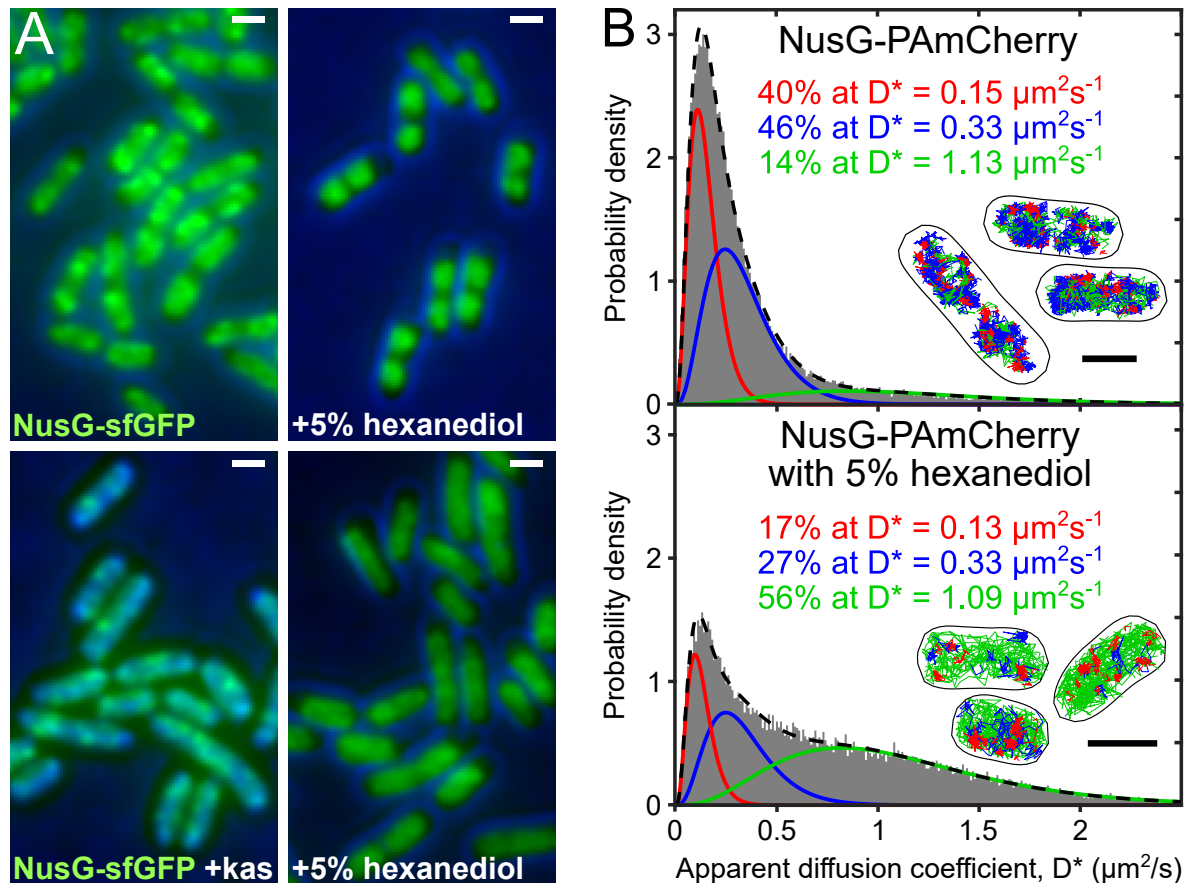 A
NusG-sfGFP
+5% hexanediol
NusG-sfGFP +kas
+5% hexanediol
B
NusG-PAmCherry
40% at D* = 0.15 µm²s⁻¹
46% at D* = 0.33 µm²s⁻¹
14% at D* = 1.13 µm²s⁻¹
Probability density
3
2
1
0
NusG-PAmCherry
with 5% hexanediol
17% at D* = 0.13 µm²s⁻¹
27% at D* = 0.33 µm²s⁻¹
56% at D* = 1.09 µm²s⁻¹
Probability density
3
2
1
0
0 0.5 1 1.5 2
Apparent diffusion coefficient, D* (µm²/s)